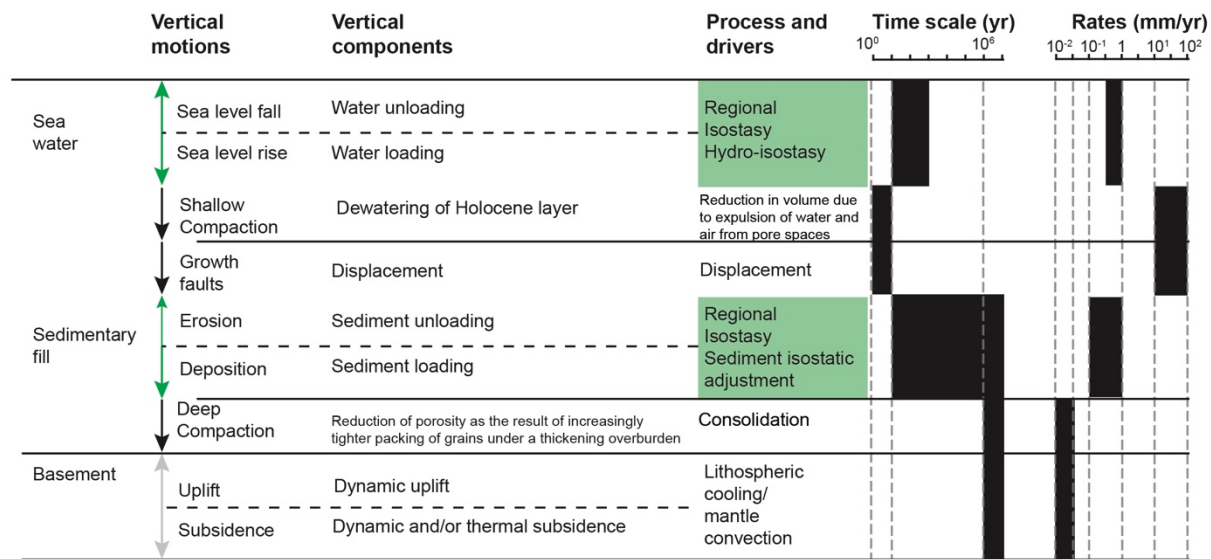 Vertical motions
Vertical components
Process and drivers
Time scale (yr)
Rates (mm/yr)
10⁰
10⁶
10⁻²
10⁻¹
1
10¹
10²
Sea water
Sea level fall
Water unloading
Regional
Isostasy
Hydro-isostasy
Sea level rise
Water loading
Shallow
Compaction
Dewatering of Holocene layer
Reduction in volume due
to expulsion of water and
air from pore spaces
Growth
faults
Displacement
Displacement
Sedimentary
fill
Erosion
Sediment unloading
Regional
Isostasy
Sediment isostatic
adjustment
Deposition
Sediment loading
Deep
Compaction
Reduction of porosity as the result of increasingly
tighter packing of grains under a thickening overburden
Consolidation
Basement
Uplift
Dynamic uplift
Lithospheric
cooling/
mantle
convection
Subsidence
Dynamic and/or thermal subsidence